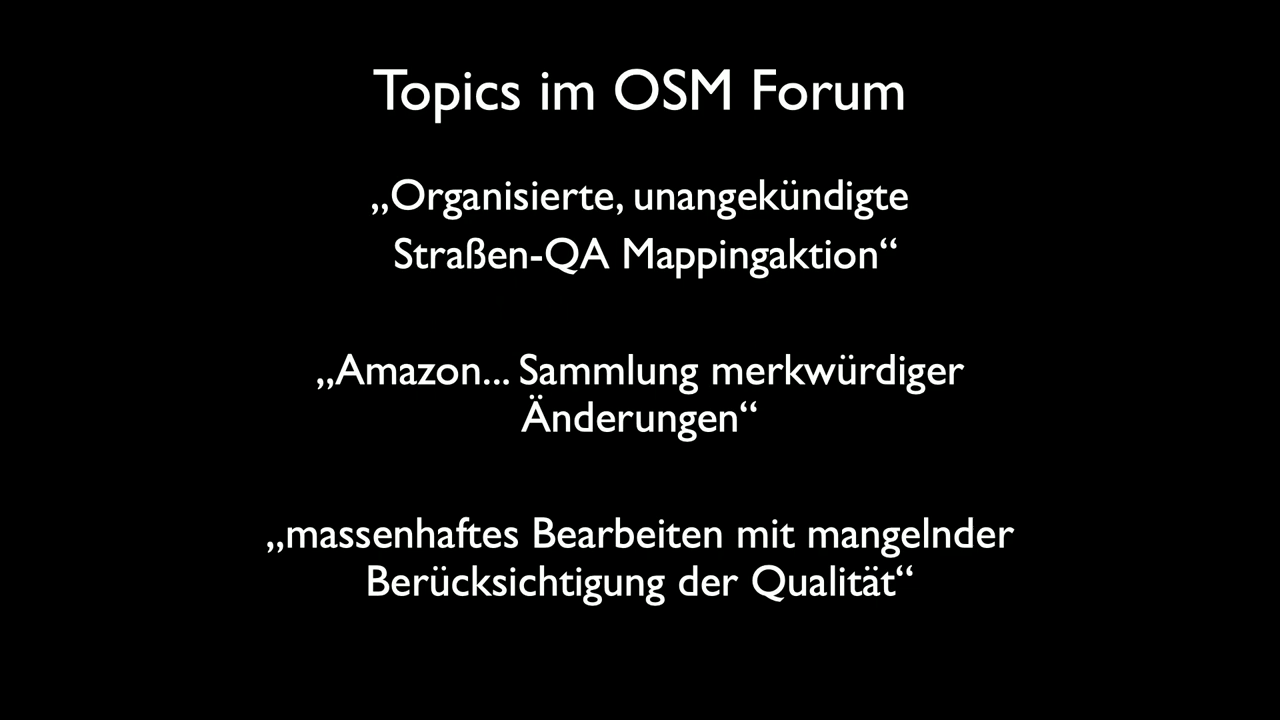 Topics im OSM Forum
„Organisierte, unangekündigte
Straßen-QA Mappingaktion“
„Amazon... Sammlung merkwürdiger
Änderungen“
„massenhaftes Bearbeiten mit mangelnder
Berücksichtigung der Qualität“